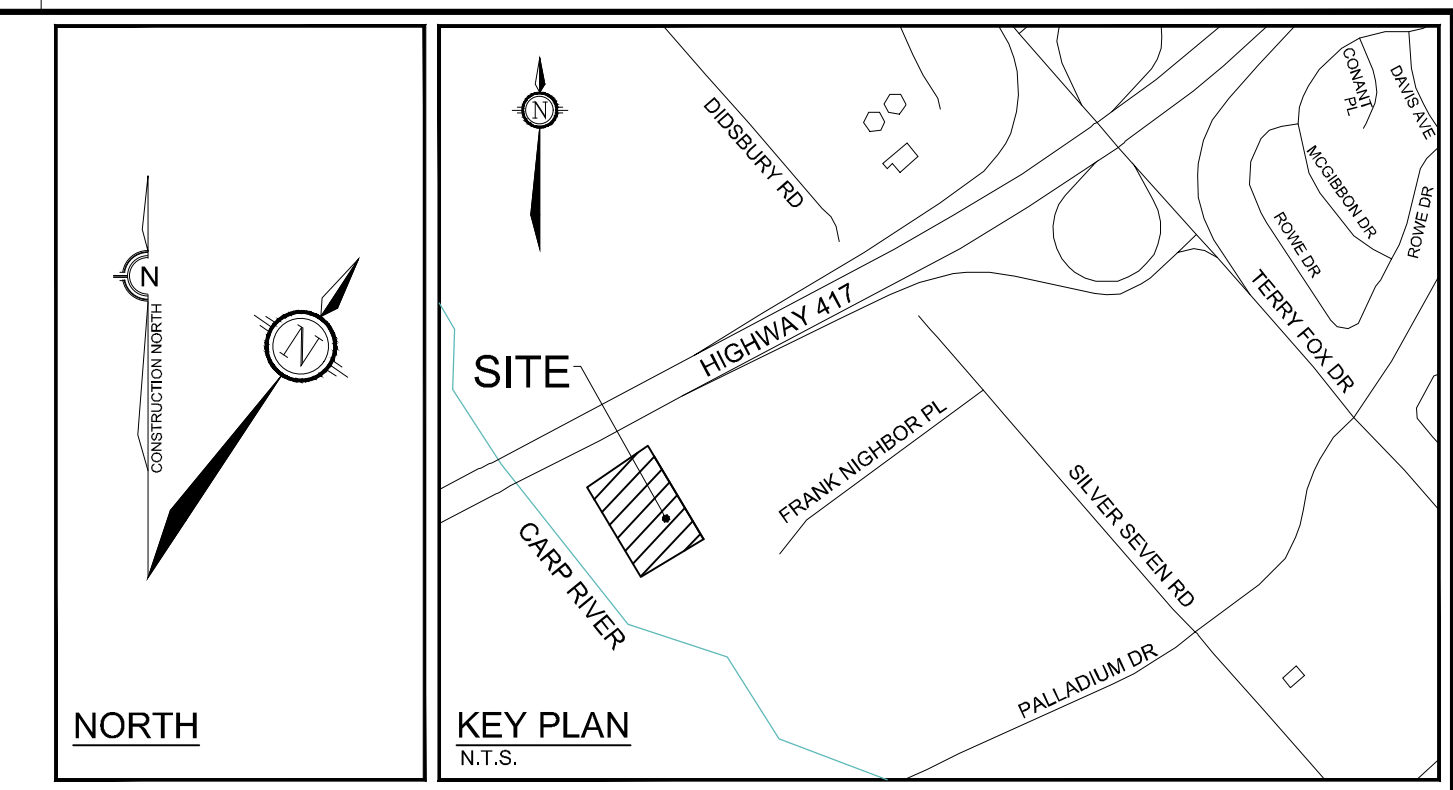 N
CONSTRUCTION NORTH
N
NORTH
N
DIDSBURY RD
CONANT
PL
DAVIS AVE
MCGIBBON DR
ROWE DR
ROWE DR
TERRY FOX DR
HIGHWAY 417
SITE
FRANK NIGHBOR PL
SILVER SEVEN RD
CARP RIVER
PALLADIUM DR
KEY PLAN
N.T.S.